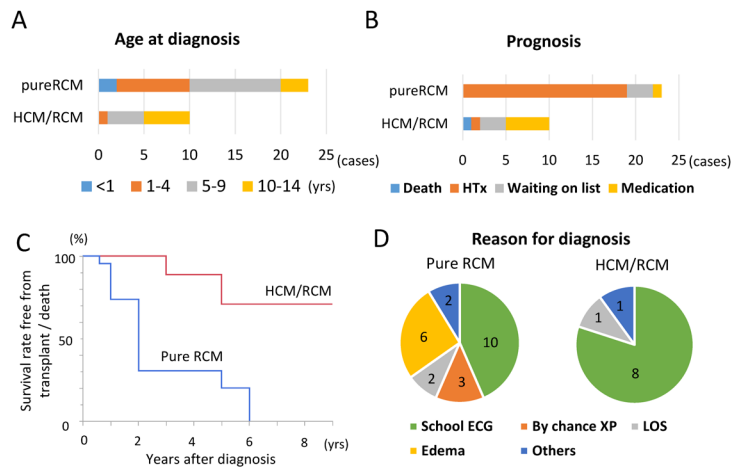 A
Age at diagnosis
pureRCM
HCM/RCM
0 5 10 15 20 25 (cases)
<1 1-4 5-9 10-14 (yrs)
B
Prognosis
pureRCM
HCM/RCM
0 5 10 15 20 25 (cases)
Death HTx Waiting on list Medication
C
(%)
100
50
0
Survival rate free from
transplant / death
HCM/RCM
Pure RCM
0 2 4 6 8 (yrs)
Years after diagnosis
D
Reason for diagnosis
Pure RCM HCM/RCM
2
6
10
2
3
1
1
8
School ECG By chance XP LOS
Edema Others